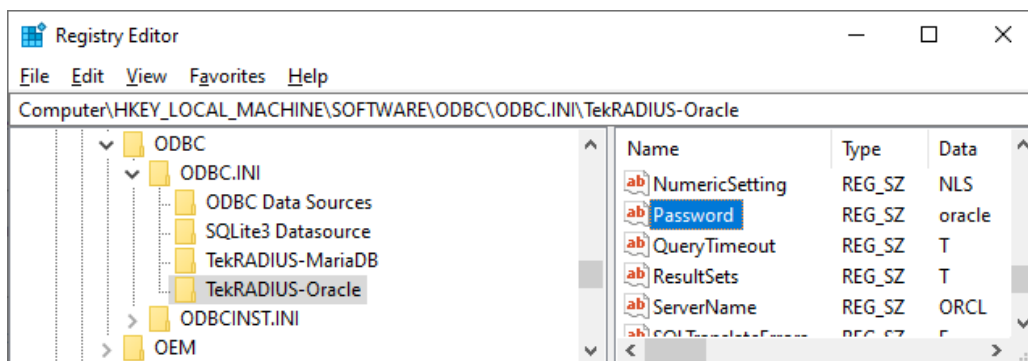 Registry Editor
File Edit View Favorites Help
Computer\HKEY_LOCAL_MACHINE\SOFTWARE\ODBC\ODBC.INI\TekRADIUS-Oracle
ODBC
ODBC.INI
ODBC Data Sources
SQLite3 Datasource
TekRADIUS-MariaDB
TekRADIUS-Oracle
ODBCINST.INI
OEM
Name Type Data
NumericSetting REG_SZ NLS
Password REG_SZ oracle
QueryTimeout REG_SZ T
ResultSets REG_SZ T
ServerName REG_SZ ORCL